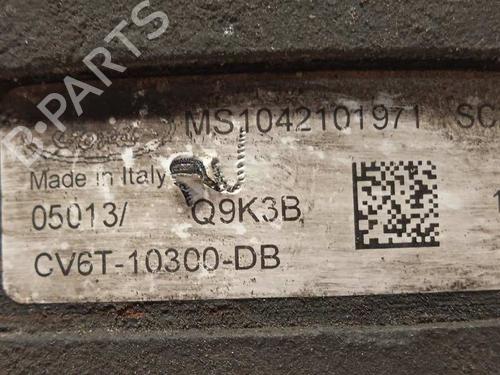 B-PARTS
MS1042101971 SC
Made in Italy
05013/ Q9K3B
CV6T-10300-DB